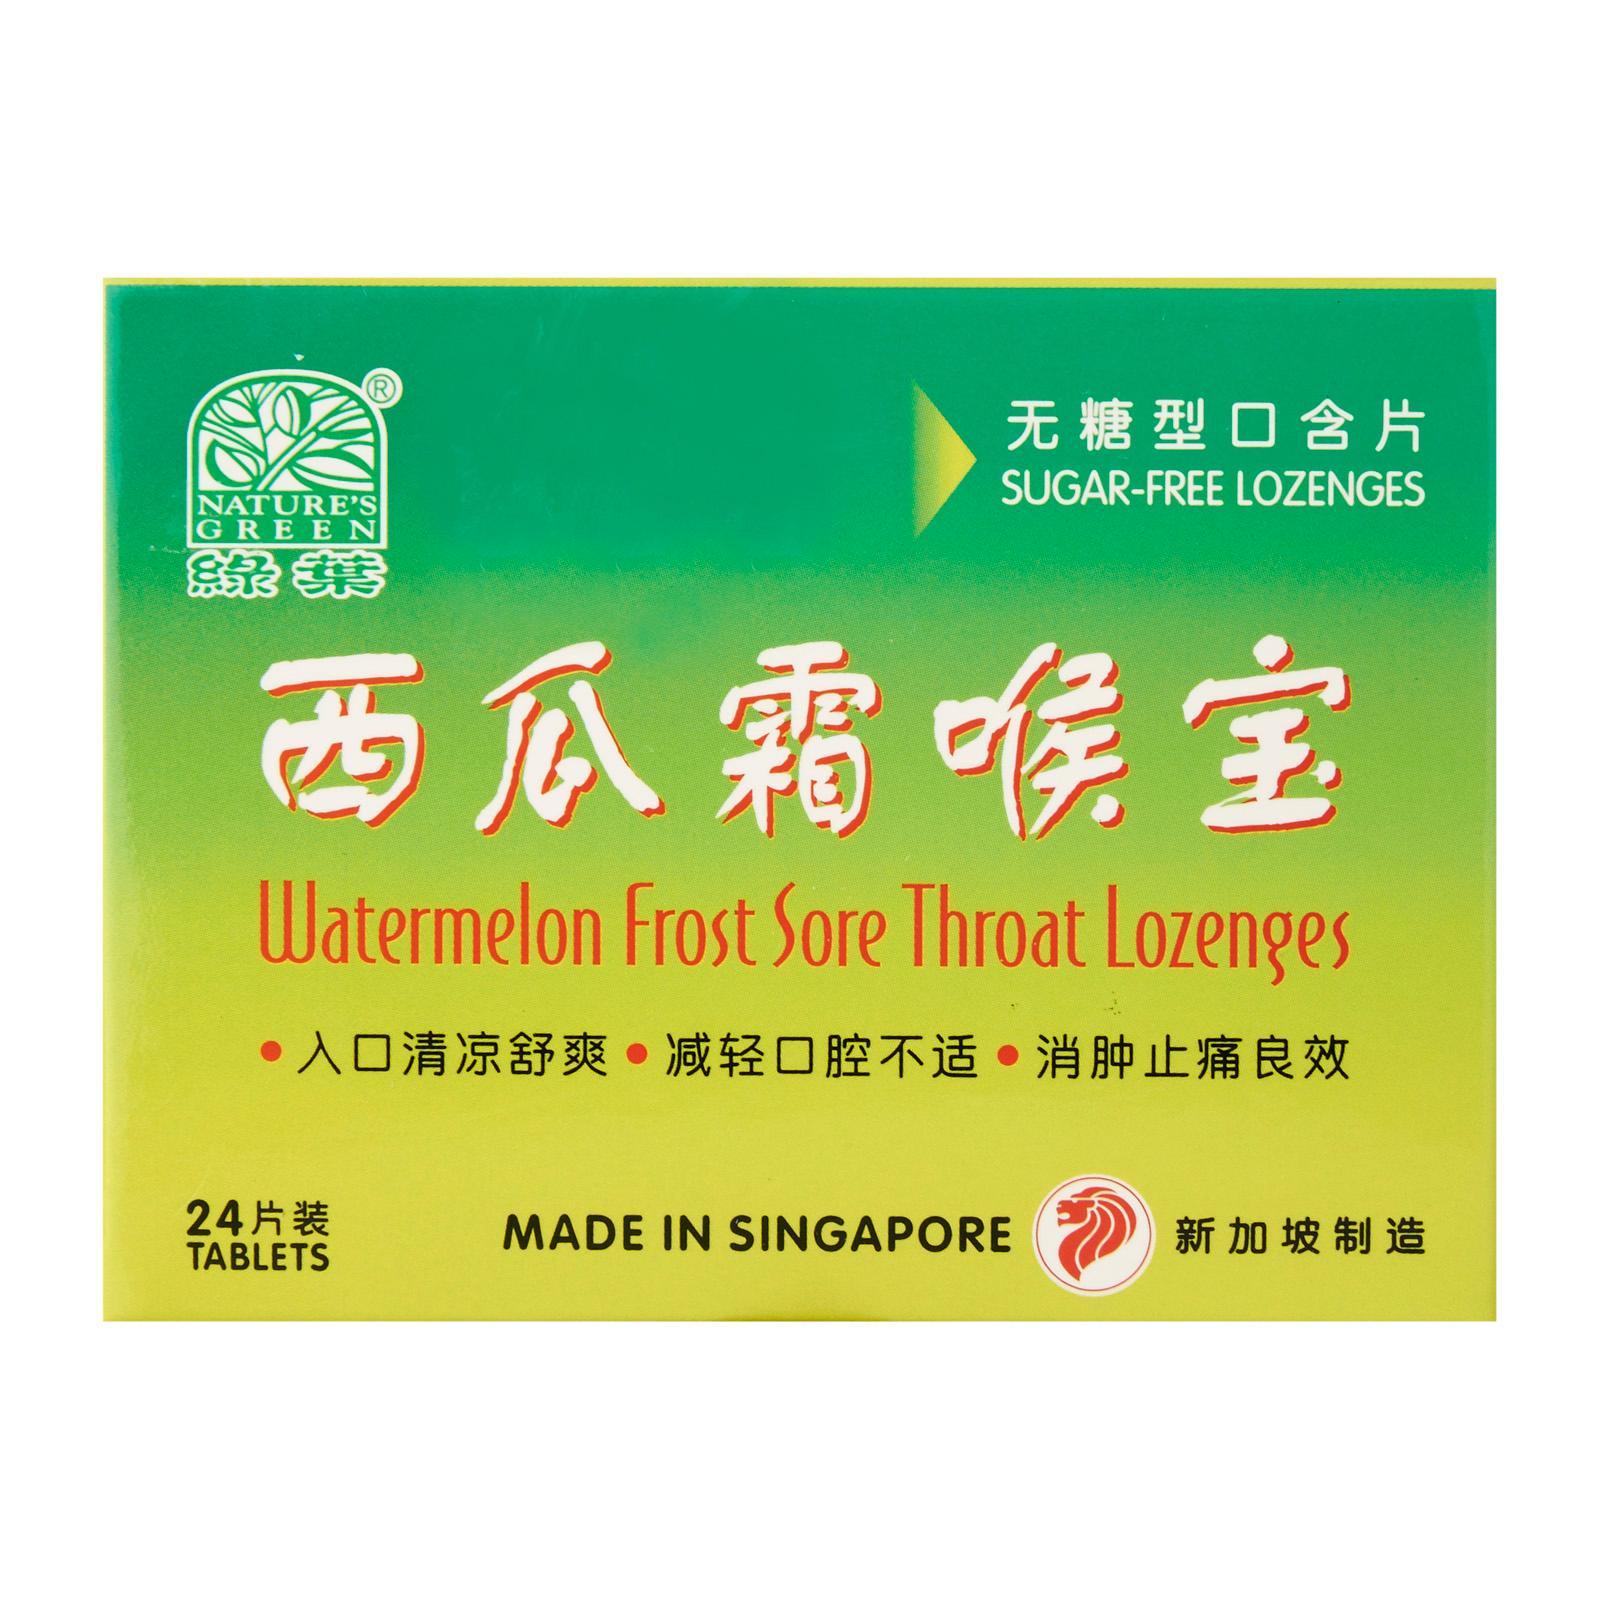 NATURE'S
GREEN
®
綠葉
无糖型口含片
SUGAR-FREE LOZENGES
西瓜霜喉宝
Watermelon Frost Sore Throat Lozenges
• 入口清凉舒爽 • 减轻口腔不适 • 消肿止痛良效
24片装
TABLETS
MADE IN SINGAPORE 新加坡制造